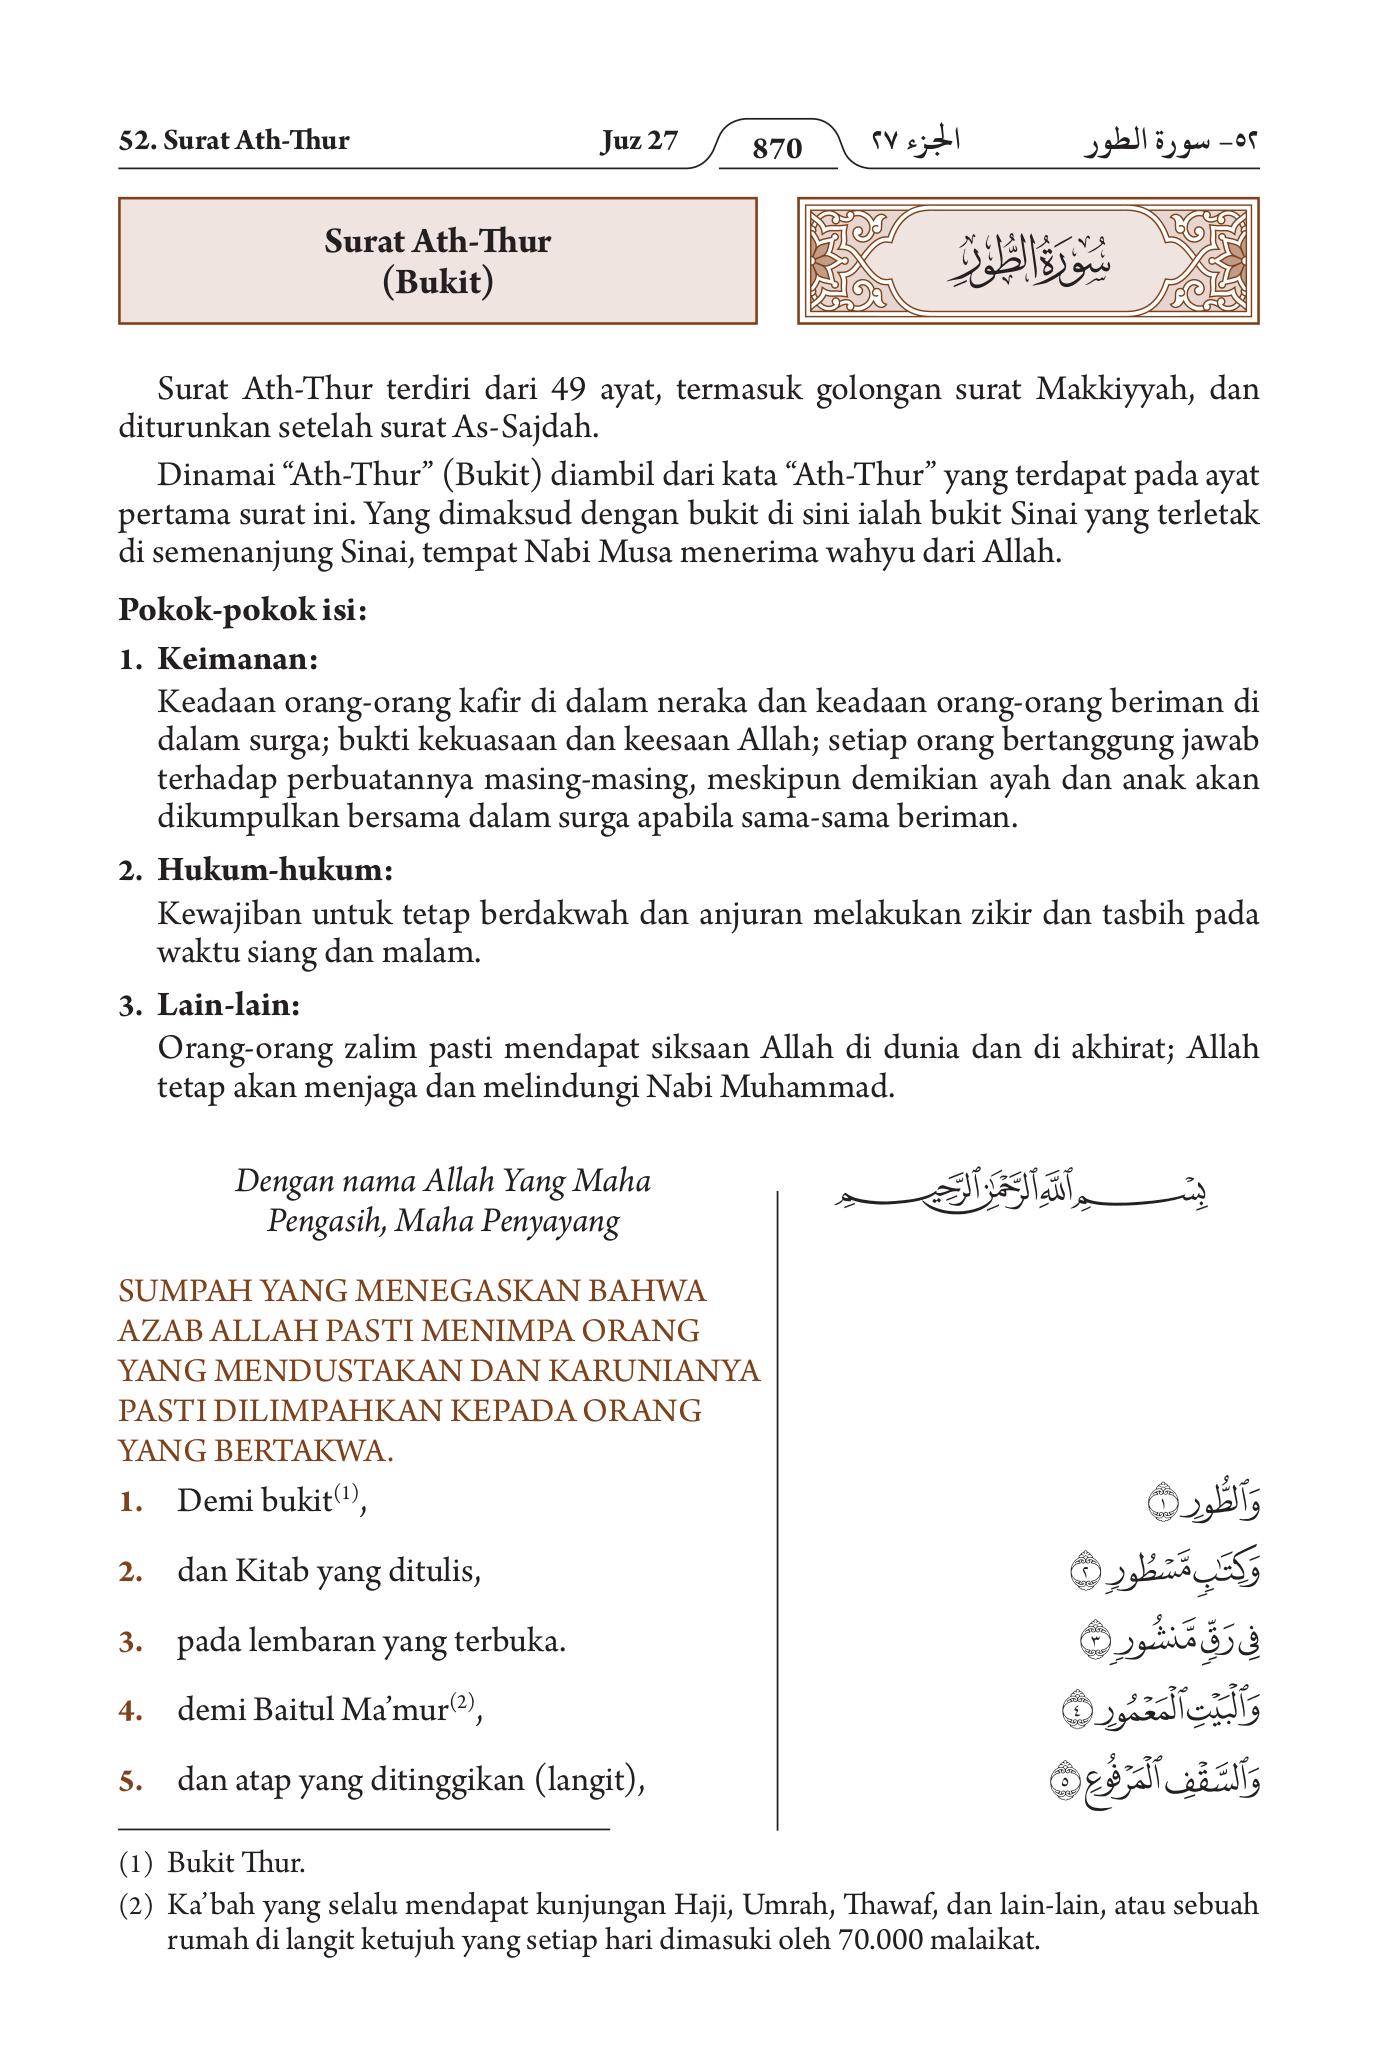 52. Surat Ath-Thur Juz 27 870 الجزء ٢٧ ٥٢- سورة الطور
Surat Ath-Thur
(Bukit)
سُورَةُ الطُّورِ
Surat Ath-Thur terdiri dari 49 ayat, termasuk golongan surat Makkiyyah, dan
diturunkan setelah surat As-Sajdah.
Dinamai “Ath-Thur” (Bukit) diambil dari kata “Ath-Thur” yang terdapat pada ayat
pertama surat ini. Yang dimaksud dengan bukit di sini ialah bukit Sinai yang terletak
di semenanjung Sinai, tempat Nabi Musa menerima wahyu dari Allah.
Pokok-pokok isi:
1. Keimanan:
Keadaan orang-orang kafir di dalam neraka dan keadaan orang-orang beriman di
dalam surga; bukti kekuasaan dan keesaan Allah; setiap orang bertanggung jawab
terhadap perbuatannya masing-masing, meskipun demikian ayah dan anak akan
dikumpulkan bersama dalam surga apabila sama-sama beriman.
2. Hukum-hukum:
Kewajiban untuk tetap berdakwah dan anjuran melakukan zikir dan tasbih pada
waktu siang dan malam.
3. Lain-lain:
Orang-orang zalim pasti mendapat siksaan Allah di dunia dan di akhirat; Allah
tetap akan menjaga dan melindungi Nabi Muhammad.
Dengan nama Allah Yang Maha
Pengasih, Maha Penyayang
بِسْمِ ٱللَّهِ ٱلرَّحْمَٰنِ ٱلرَّحِيمِ
SUMPAH YANG MENEGASKAN BAHWA
AZAB ALLAH PASTI MENIMPA ORANG
YANG MENDUSTAKAN DAN KARUNIANYA
PASTI DILIMPAHKAN KEPADA ORANG
YANG BERTAKWA.
1. Demi bukit(1),
وَٱلطُّورِ ١
2. dan Kitab yang ditulis,
وَكِتَٰبٍ مَّسْطُورٍ ٢
3. pada lembaran yang terbuka.
فِى رَقٍّ مَّنشُورٍ ٣
4. demi Baitul Ma’mur(2),
وَٱلْبَيْتِ ٱلْمَعْمُورِ ٤
5. dan atap yang ditinggikan (langit),
وَٱلسَّقْفِ ٱلْمَرْفُوعِ ٥
(1) Bukit Thur.
(2) Ka’bah yang selalu mendapat kunjungan Haji, Umrah, Thawaf, dan lain-lain, atau sebuah
rumah di langit ketujuh yang setiap hari dimasuki oleh 70.000 malaikat.